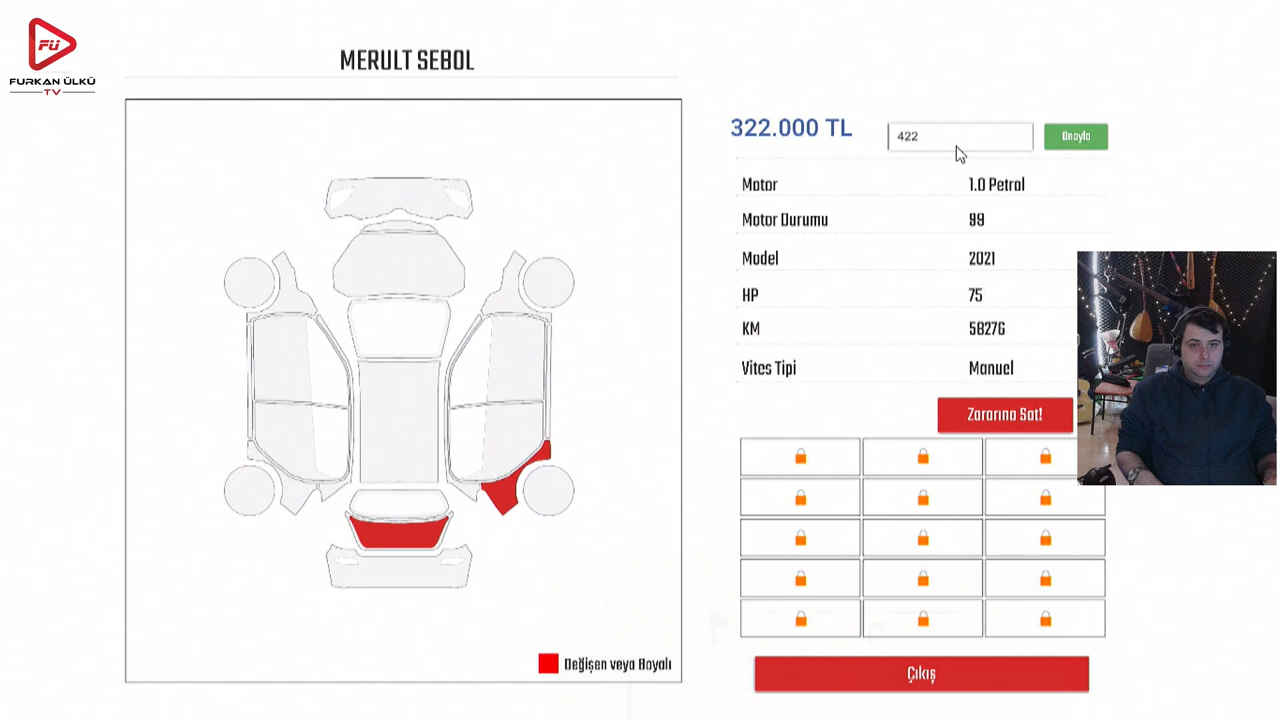 FU
FURKAN ÜLKÜ
TV
MERULT SEBOL
322.000 TL
422
Onayla
Motor 1.0 Petrol
Motor Durumu 99
Model 2021
HP 75
KM 58276
Vites Tipi Manuel
Zararına Sat!
Değişen veya Boyalı
Çıkış